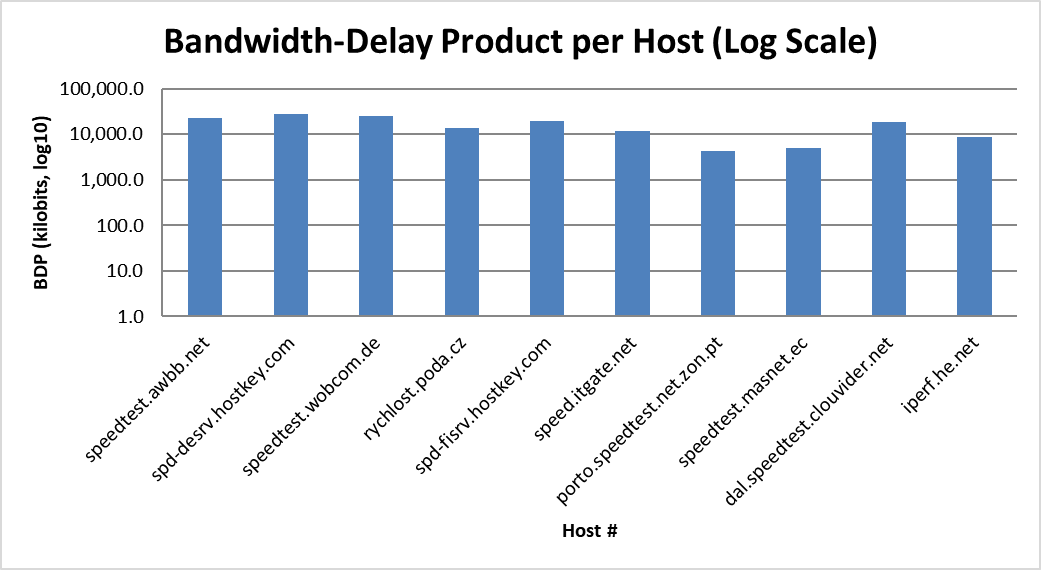 Bandwidth-Delay Product per Host (Log Scale)
BDP (kilobits, log10)
100,000.0
10,000.0
1,000.0
100.0
10.0
1.0
speedtest.awbb.net
spd-desrv.hostkey.com
speedtest.wobcom.de
rychlost.poda.cz
spd-fisrv.hostkey.com
speed.itgate.net
porto.speedtest.net.zon.pt
speedtest.masnet.ec
dal.speedtest.clouvider.net
iperf.he.net
Host #